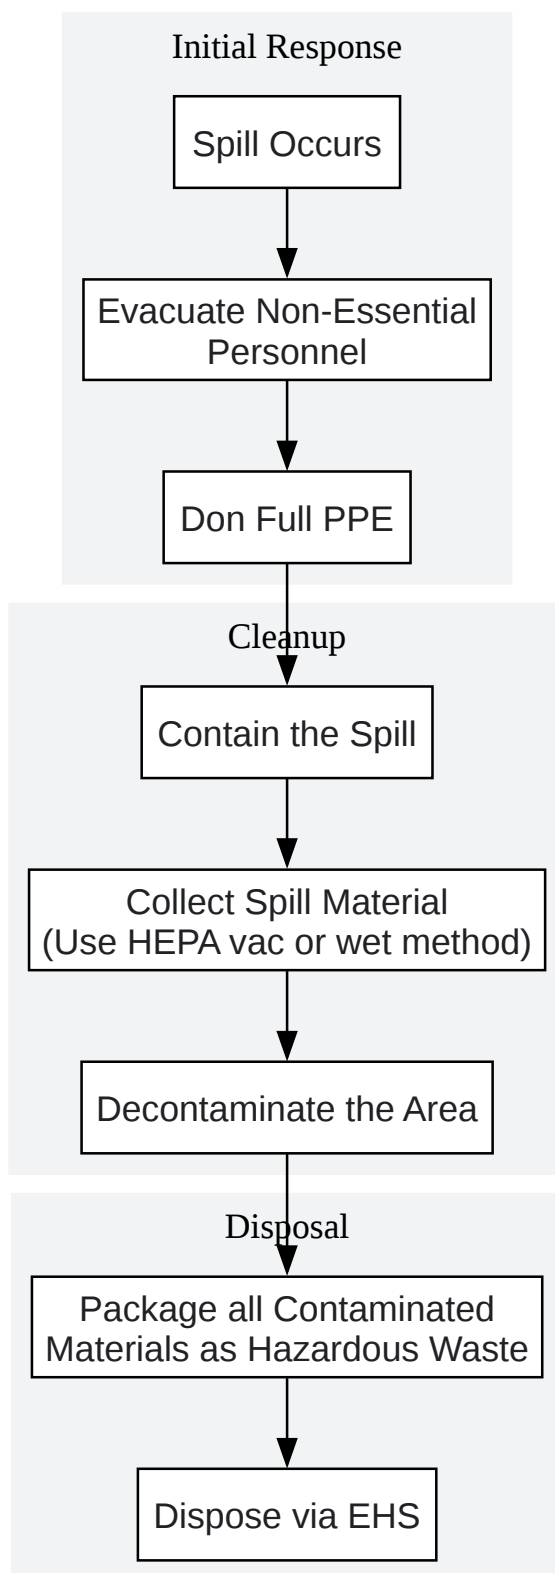 Initial Response
Spill Occurs
Evacuate Non-Essential
Personnel
Don Full PPE
Cleanup
Contain the Spill
Collect Spill Material
(Use HEPA vac or wet method)
Decontaminate the Area
Disposal
Package all Contaminated
Materials as Hazardous Waste
Dispose via EHS